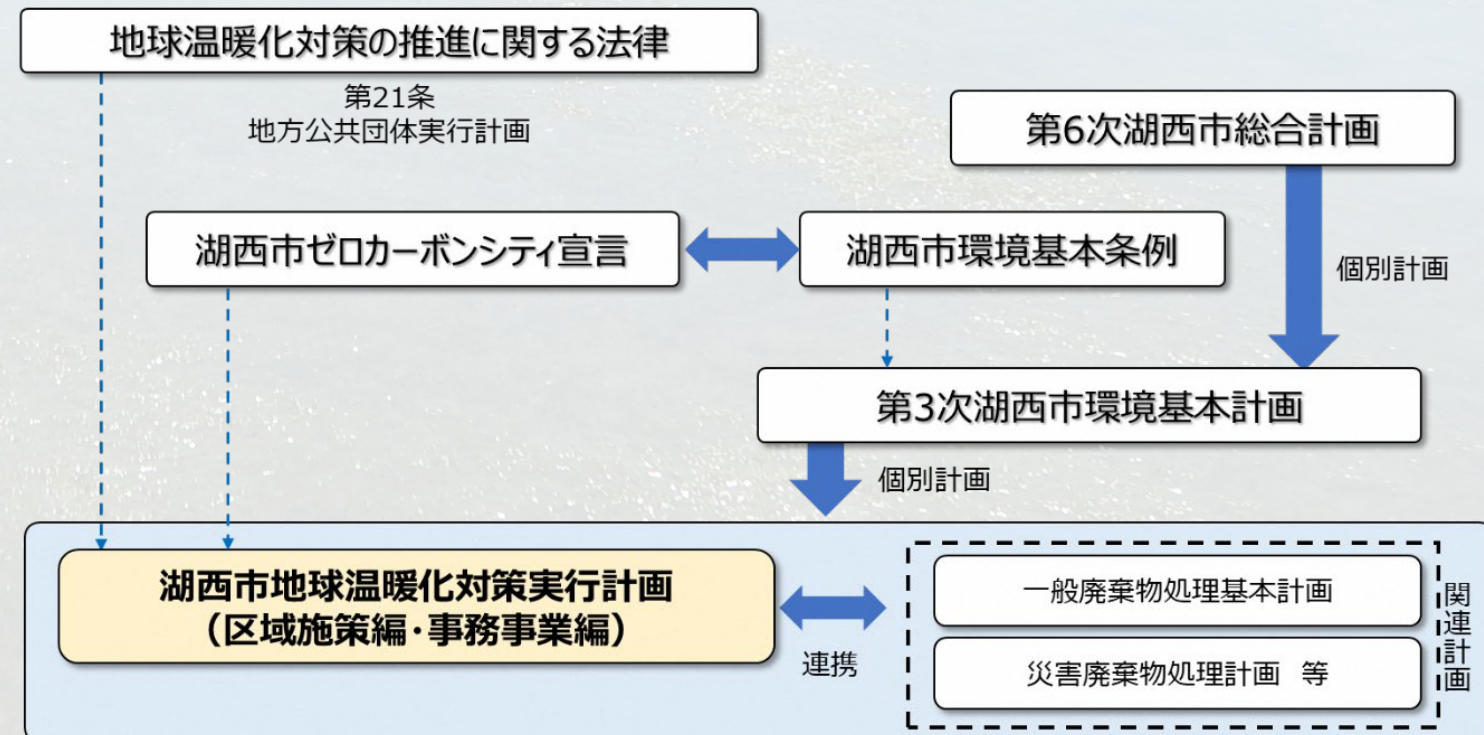 地球温暖化対策の推進に関する法律
第21条
地方公共団体実行計画
第6次湖西市総合計画
湖西市ゼロカーボンシティ宣言
湖西市環境基本条例
個別計画
第3次湖西市環境基本計画
個別計画
湖西市地球温暖化対策実行計画
（区域施策編・事務事業編）
連携
一般廃棄物処理基本計画
災害廃棄物処理計画　等
関連計画